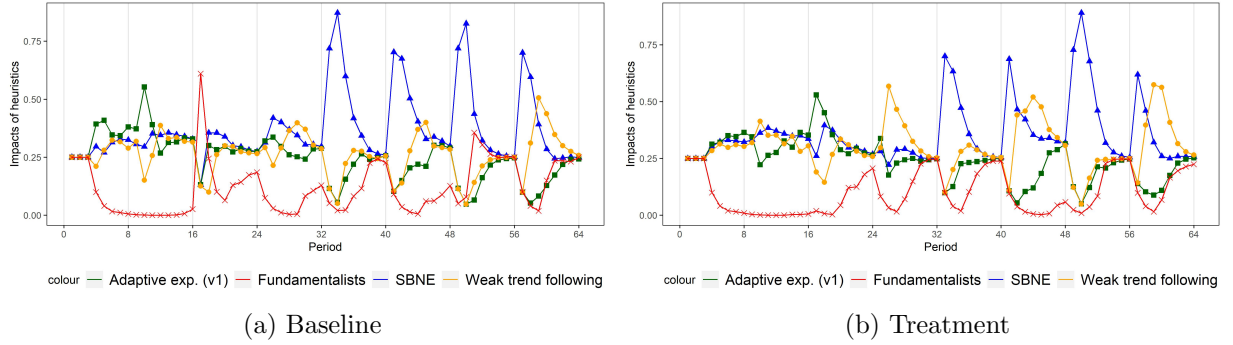 Impacts of heuristics
0.75
0.50
0.25
0.00
0 8 16 24 32 40 48 56 64
Period
colour Adaptive exp. (v1) Fundamentalists SBNE Weak trend following
(a) Baseline
Impacts of heuristics
0.75
0.50
0.25
0.00
0 8 16 24 32 40 48 56 64
Period
colour Adaptive exp. (v1) Fundamentalists SBNE Weak trend following
(b) Treatment